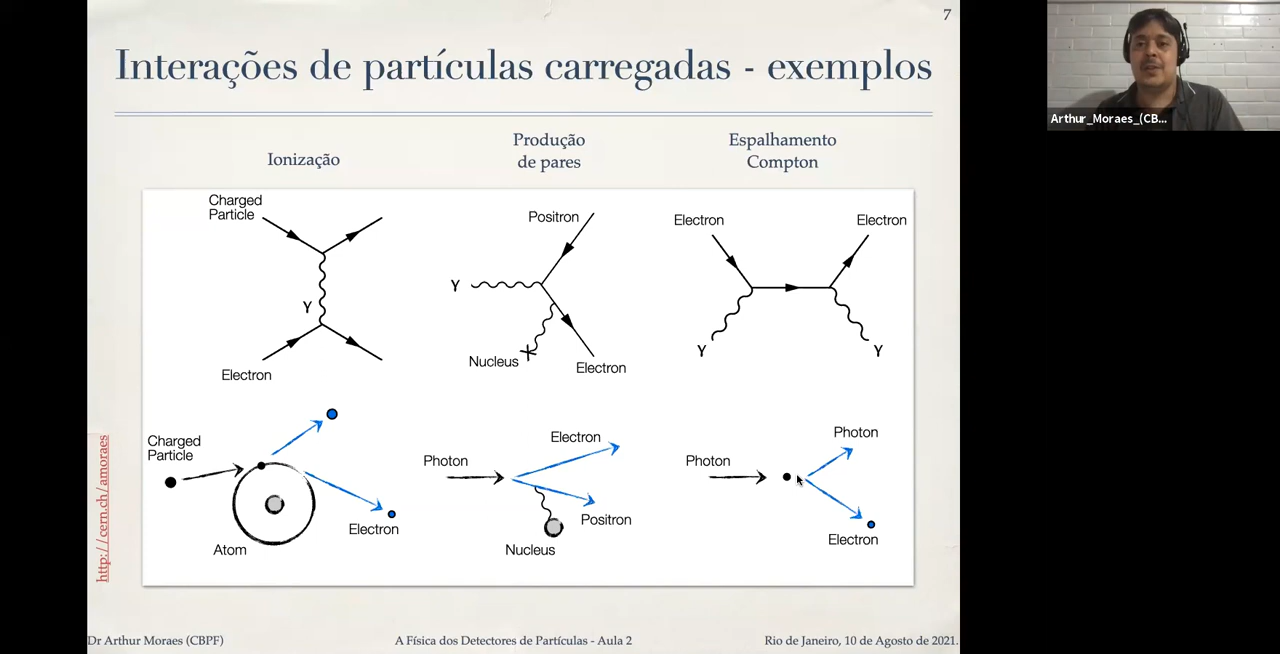 7
Interações de partículas carregadas - exemplos
Arthur_Moraes_(CB...
Ionização
Produção
de pares
Espalhamento
Compton
Charged
Particle
γ
Electron
Positron
γ
Nucleus
Electron
Electron
Electron
γ
γ
Charged
Particle
Atom
Electron
Photon
Electron
Positron
Nucleus
Photon
Photon
Electron
http://cern.ch/amoraes
Dr Arthur Moraes (CBPF)
A Física dos Detectores de Partículas - Aula 2
Rio de Janeiro, 10 de Agosto de 2021.